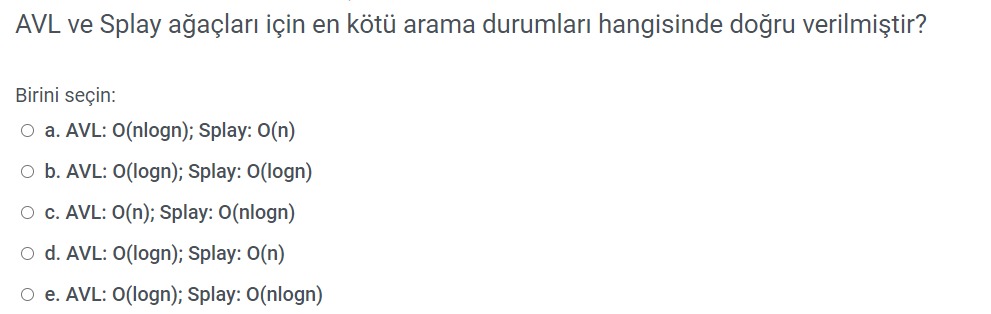 AVL ve Splay ağaçları için en kötü arama durumları hangisinde doğru verilmiştir?
Birini seçin:
a. AVL: O(nlogn); Splay: O(n)
b. AVL: O(logn); Splay: O(logn)
c. AVL: O(n); Splay: O(nlogn)
d. AVL: O(logn); Splay: O(n)
e. AVL: O(logn); Splay: O(nlogn)